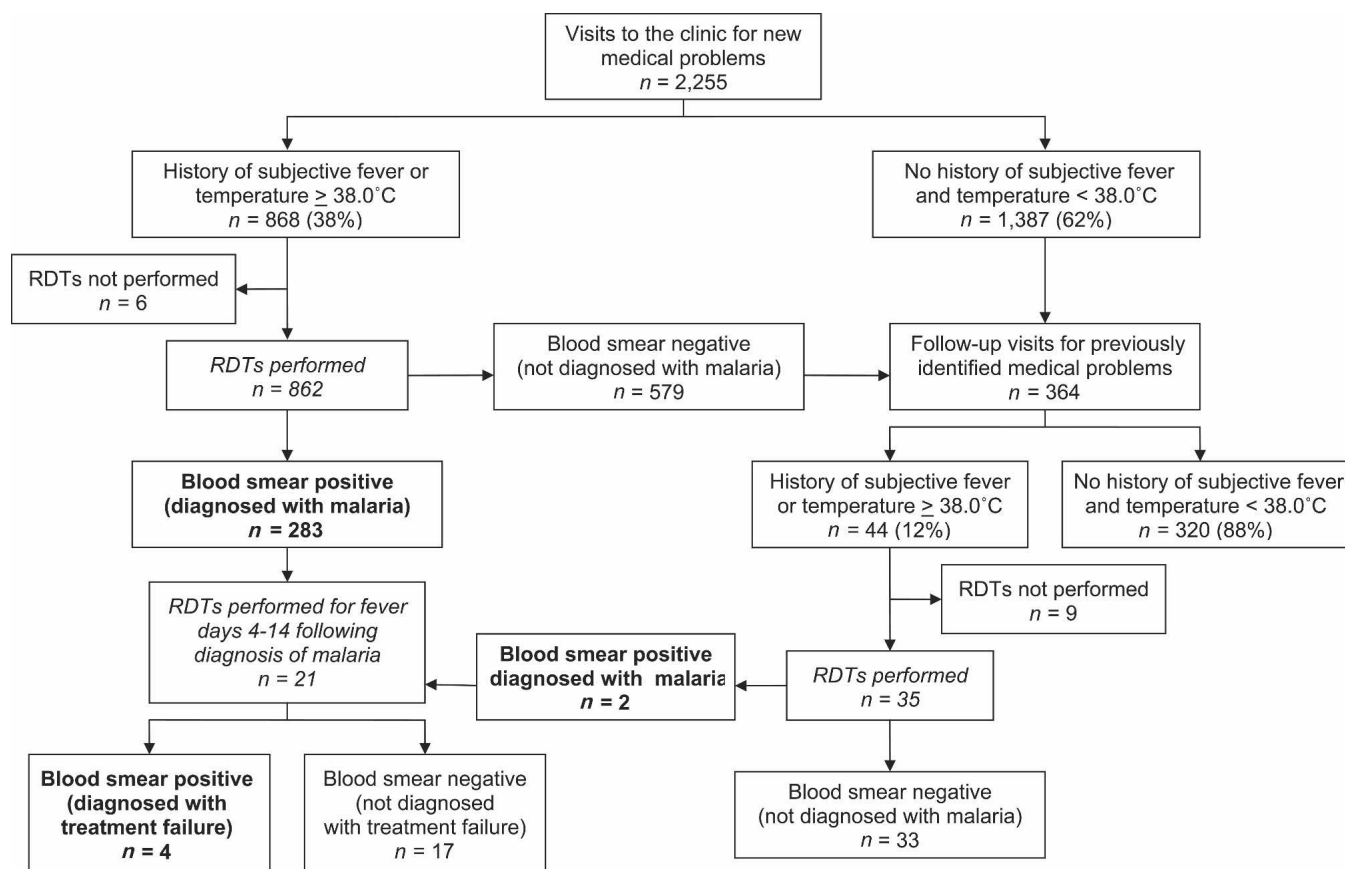 Visits to the clinic for new
medical problems
n = 2,255
History of subjective fever or
temperature ≥ 38.0˚C
n = 868 (38%)
No history of subjective fever
and temperature < 38.0˚C
n = 1,387 (62%)
RDTs not performed
n = 6
RDTs performed
n = 862
Blood smear negative
(not diagnosed with malaria)
n = 579
Follow-up visits for previously
identified medical problems
n = 364
Blood smear positive
(diagnosed with malaria)
n = 283
History of subjective fever
or temperature ≥ 38.0˚C
n = 44 (12%)
No history of subjective fever
and temperature < 38.0˚C
n = 320 (88%)
RDTs not performed
n = 9
RDTs performed for fever
days 4-14 following
diagnosis of malaria
n = 21
Blood smear positive
diagnosed with malaria
n = 2
RDTs performed
n = 35
Blood smear positive
(diagnosed with
treatment failure)
n = 4
Blood smear negative
(not diagnosed
with treatment failure)
n = 17
Blood smear negative
(not diagnosed with malaria)
n = 33